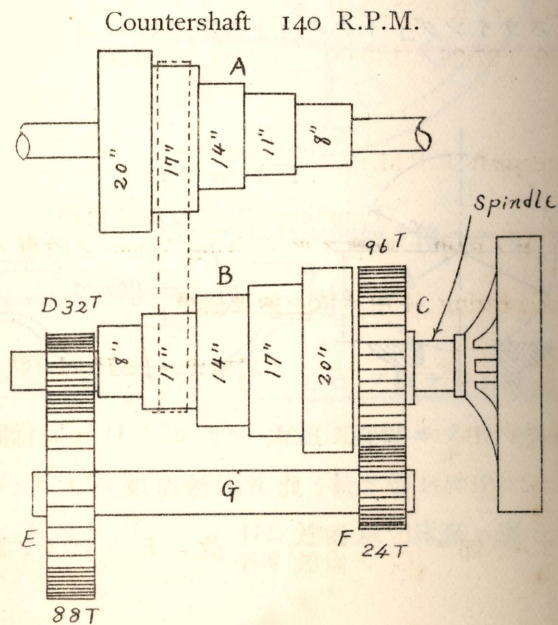 Countershaft 140 R.P.M.
A
20"
17"
14"
11"
8"
Spindle
96T
B
D 32T
C
8"
11"
14"
17"
20"
G
E
F
24T
88T